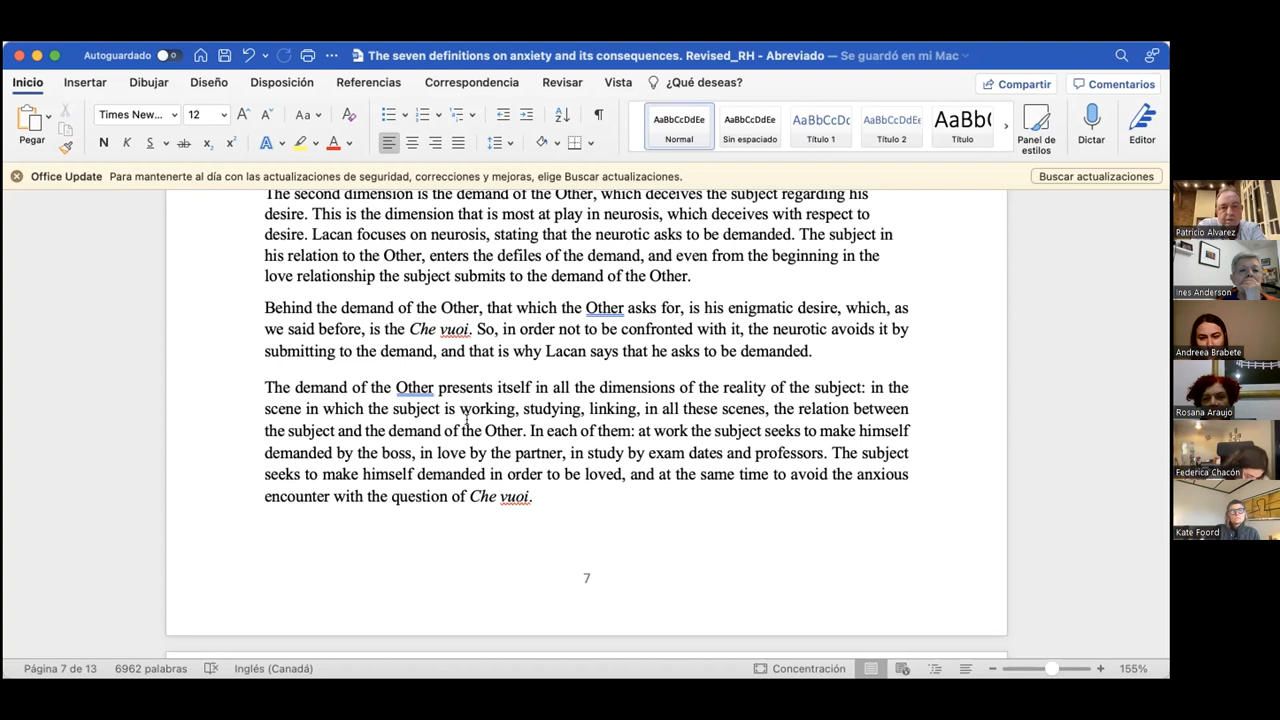 Autoguardado
The seven definitions on anxiety and its consequences. Revised_RH - Abreviado — Se guardó en mi Mac
Inicio Insertar Dibujar Diseño Disposición Referencias Correspondencia Revisar Vista ¿Qué desea?
Compartir Comentarios
Pegar
Times New... 12
N K S ab x₂ x²
AaBbCcDdEe AaBbCcDdEe AaBbCcDc AaBbCcDdEe AaBb(
Normal Sin espaciado Título 1 Título 2 Título
Panel de estilos
Dictar Editor
Office Update Para mantenerte al día con las actualizaciones de seguridad, correcciones y mejoras, elige Buscar actualizaciones. Buscar actualizaciones
The second dimension is the demand of the Other, which deceives the subject regarding his
desire. This is the dimension that is most at play in neurosis, which deceives with respect to
desire. Lacan focuses on neurosis, stating that the neurotic asks to be demanded. The subject in
his relation to the Other, enters the defiles of the demand, and even from the beginning in the
love relationship the subject submits to the demand of the Other.
Behind the demand of the Other, that which the Other asks for, is his enigmatic desire, which, as
we said before, is the Che vuoi. So, in order not to be confronted with it, the neurotic avoids it by
submitting to the demand, and that is why Lacan says that he asks to be demanded.
The demand of the Other presents itself in all the dimensions of the reality of the subject: in the
scene in which the subject is working, studying, linking, in all these scenes, the relation between
the subject and the demand of the Other. In each of them: at work the subject seeks to make himself
demanded by the boss, in love by the partner, in study by exam dates and professors. The subject
seeks to make himself demanded in order to be loved, and at the same time to avoid the anxious
encounter with the question of Che vuoi.
7
Página 7 de 13 6962 palabras Inglés (Canadá) Concentración 155%
Patricio Alvarez
Ines Anderson
Andreea Brabete
Rosana Araujo
Federica Chacón
Kate Foord